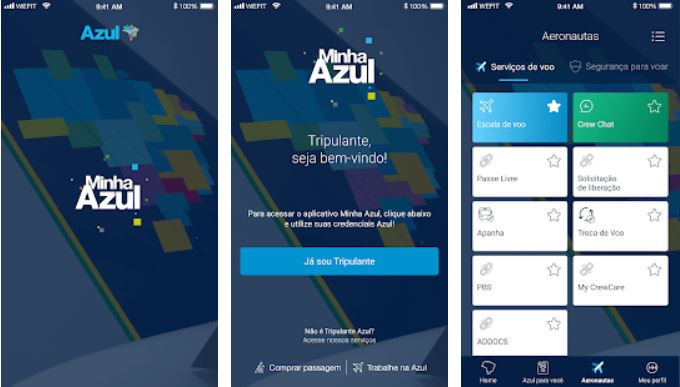 WEFIT
9:41 AM
100%
Azul
Minha
Azul
WEFIT
9:41 AM
100%
Minha
Azul
Tripulante,
seja bem-vindo!
Para acessar o aplicativo Minha Azul, clique abaixo
e utilize suas credenciais Azul!
Já sou Tripulante
Não é Tripulante Azul?
Acesse nossos serviços
Comprar passagem | Trabalhe na Azul
WEFIT
9:41 AM
100%
Aeronautas
Serviços de voo
Segurança para voar
Escala de voo
Crew Chat
Passe Livre
Solicitação
de liberação
Apanha
Troca de Voo
PBS
My CrewCare
ADDOCS
Home
Azul para você
Aeronautas
Meu perfil